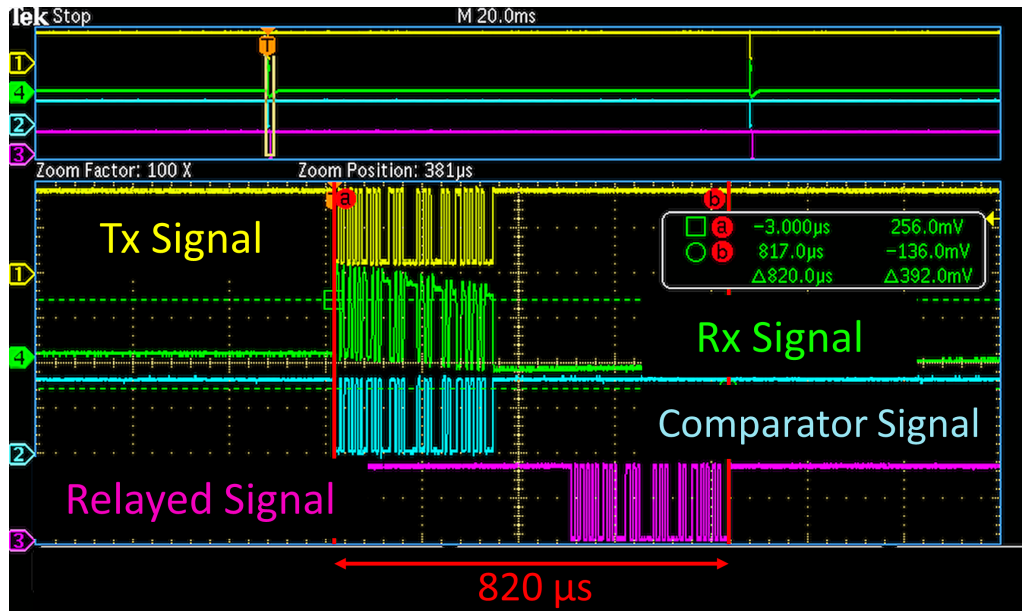 Tek Stop M 20.0ms
T
1
4
2
3
Zoom Factor: 100 X Zoom Position: 381µs
a b
Tx Signal
a -3.000µs 256.0mV
b 817.0µs -136.0mV
Δ820.0µs Δ392.0mV
1
Rx Signal
4
Comparator Signal
2
Relayed Signal
3
820 µs